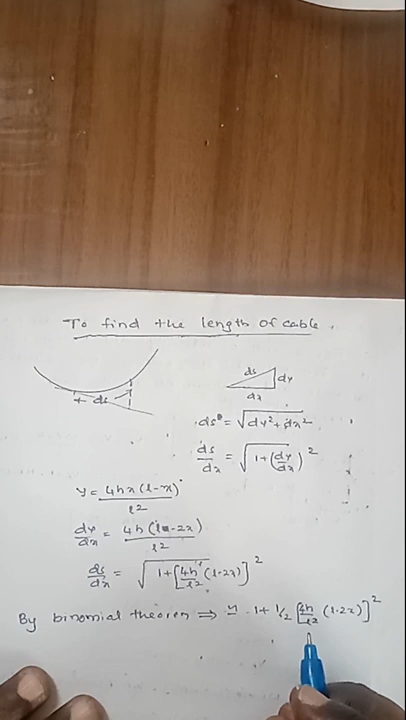 To find the length of cable.
ds
ds
dy
dx
ds = √dy²+dx²
ds/dx = √1+(dy/dx)²
y = 4hx(l-x)/l²
dy/dx = 4h(l-2x)/l²
ds/dx = √1+[4h/l²(l-2x)]²
By binomial theorem ⇒ 1+1/2[4h/l²(l-2x)]²